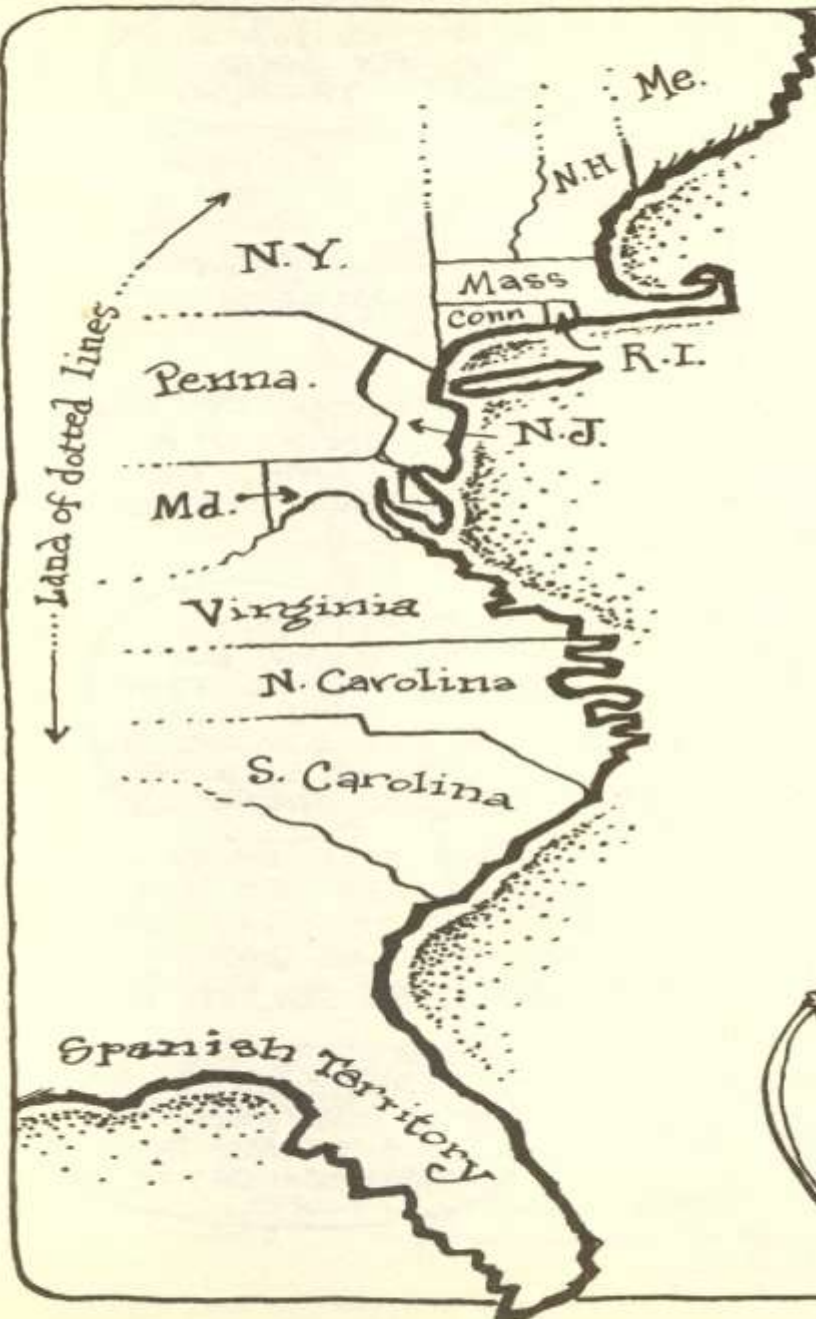 Me.
N.H
N.Y.
Mass
Conn
R.I.
Penna.
N.J.
Land of dotted lines
Md.
Virginia
N. Carolina
S. Carolina
Spanish Territory